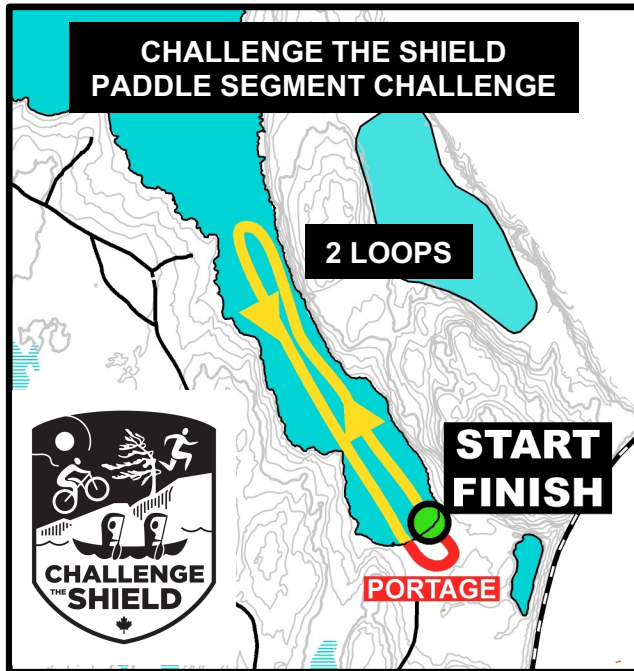 CHALLENGE THE SHIELD
PADDLE SEGMENT CHALLENGE
2 LOOPS
START
FINISH
PORTAGE
CHALLENGE
THE SHIELD